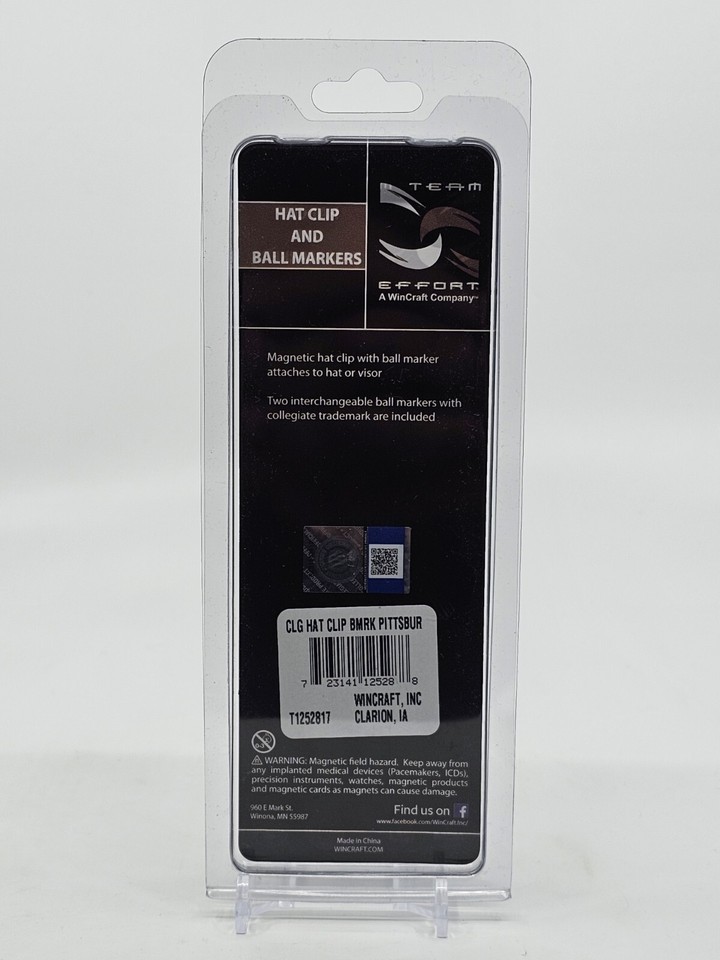 TEAM
EFFORT
A WinCraft Company™
HAT CLIP
AND
BALL MARKERS
Magnetic hat clip with ball marker
attaches to hat or visor
Two interchangeable ball markers with
collegiate trademark are included
CLG HAT CLIP BMRK PITTSBUR
7 23141 12528 8
WINCRAFT, INC
T1252817 CLARION, IA
0-3
WARNING: Magnetic field hazard. Keep away from
any implanted medical devices (Pacemakers, ICDs),
precision instruments, watches, magnetic products
and magnetic cards as magnets can cause damage.
960 E Mark St.
Winona, MN 55987
Find us on f
www.facebook.com/WinCraft.Inc/
Made in China
WINCRAFT.COM